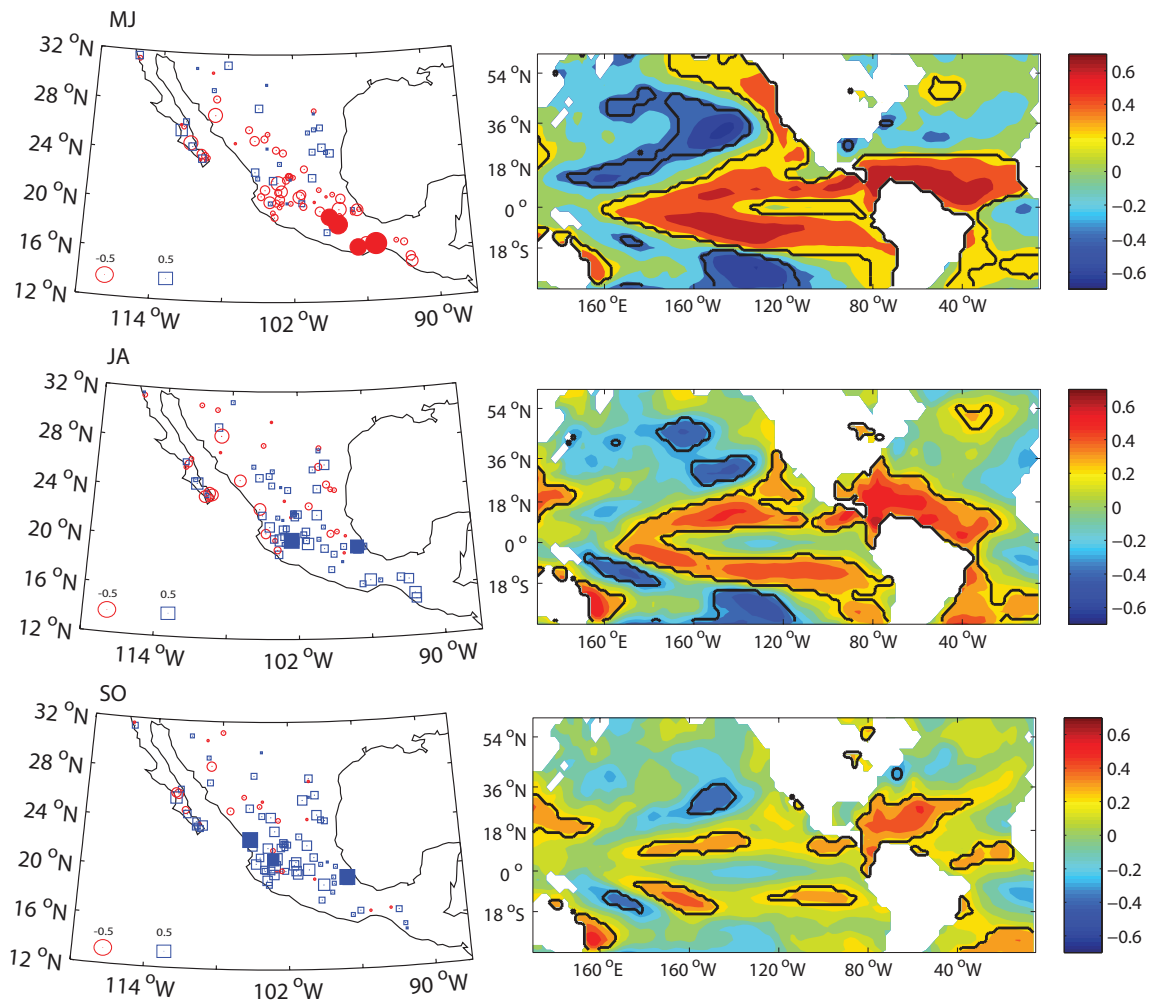 MJ
32 °N
28 °N
24 °N
20 °N
16 °N
12 °N
-0.5
0.5
114 °W
102 °W
90 °W
54 °N
36 °N
18 °N
0 °
18 °S
160 °E
160 °W
120 °W
80 °W
40 °W
0.6
0.4
0.2
0
−0.2
−0.4
−0.6
JA
32 °N
28 °N
24 °N
20 °N
16 °N
12 °N
-0.5
0.5
114 °W
102 °W
90 °W
54 °N
36 °N
18 °N
0 °
18 °S
160 °E
160 °W
120 °W
80 °W
40 °W
0.6
0.4
0.2
0
−0.2
−0.4
−0.6
SO
32 °N
28 °N
24 °N
20 °N
16 °N
12 °N
-0.5
0.5
114 °W
102 °W
90 °W
54 °N
36 °N
18 °N
0 °
18 °S
160 °E
160 °W
120 °W
80 °W
40 °W
0.6
0.4
0.2
0
−0.2
−0.4
−0.6